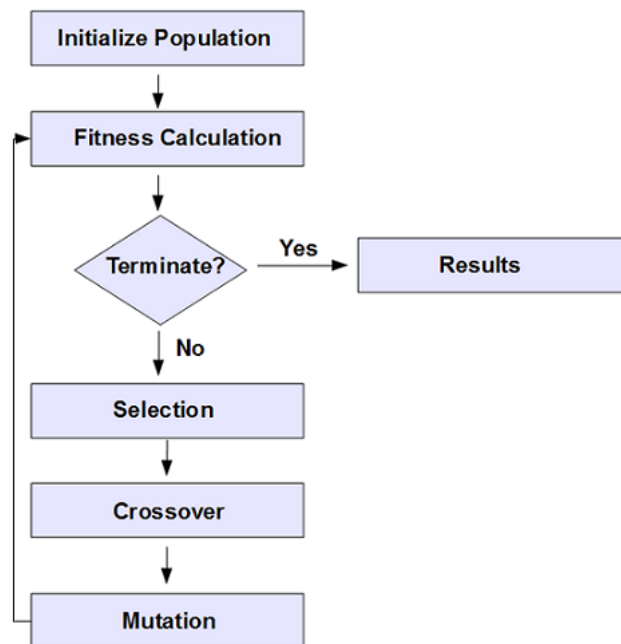 Initialize Population
Fitness Calculation
Terminate?
Yes
Results
No
Selection
Crossover
Mutation